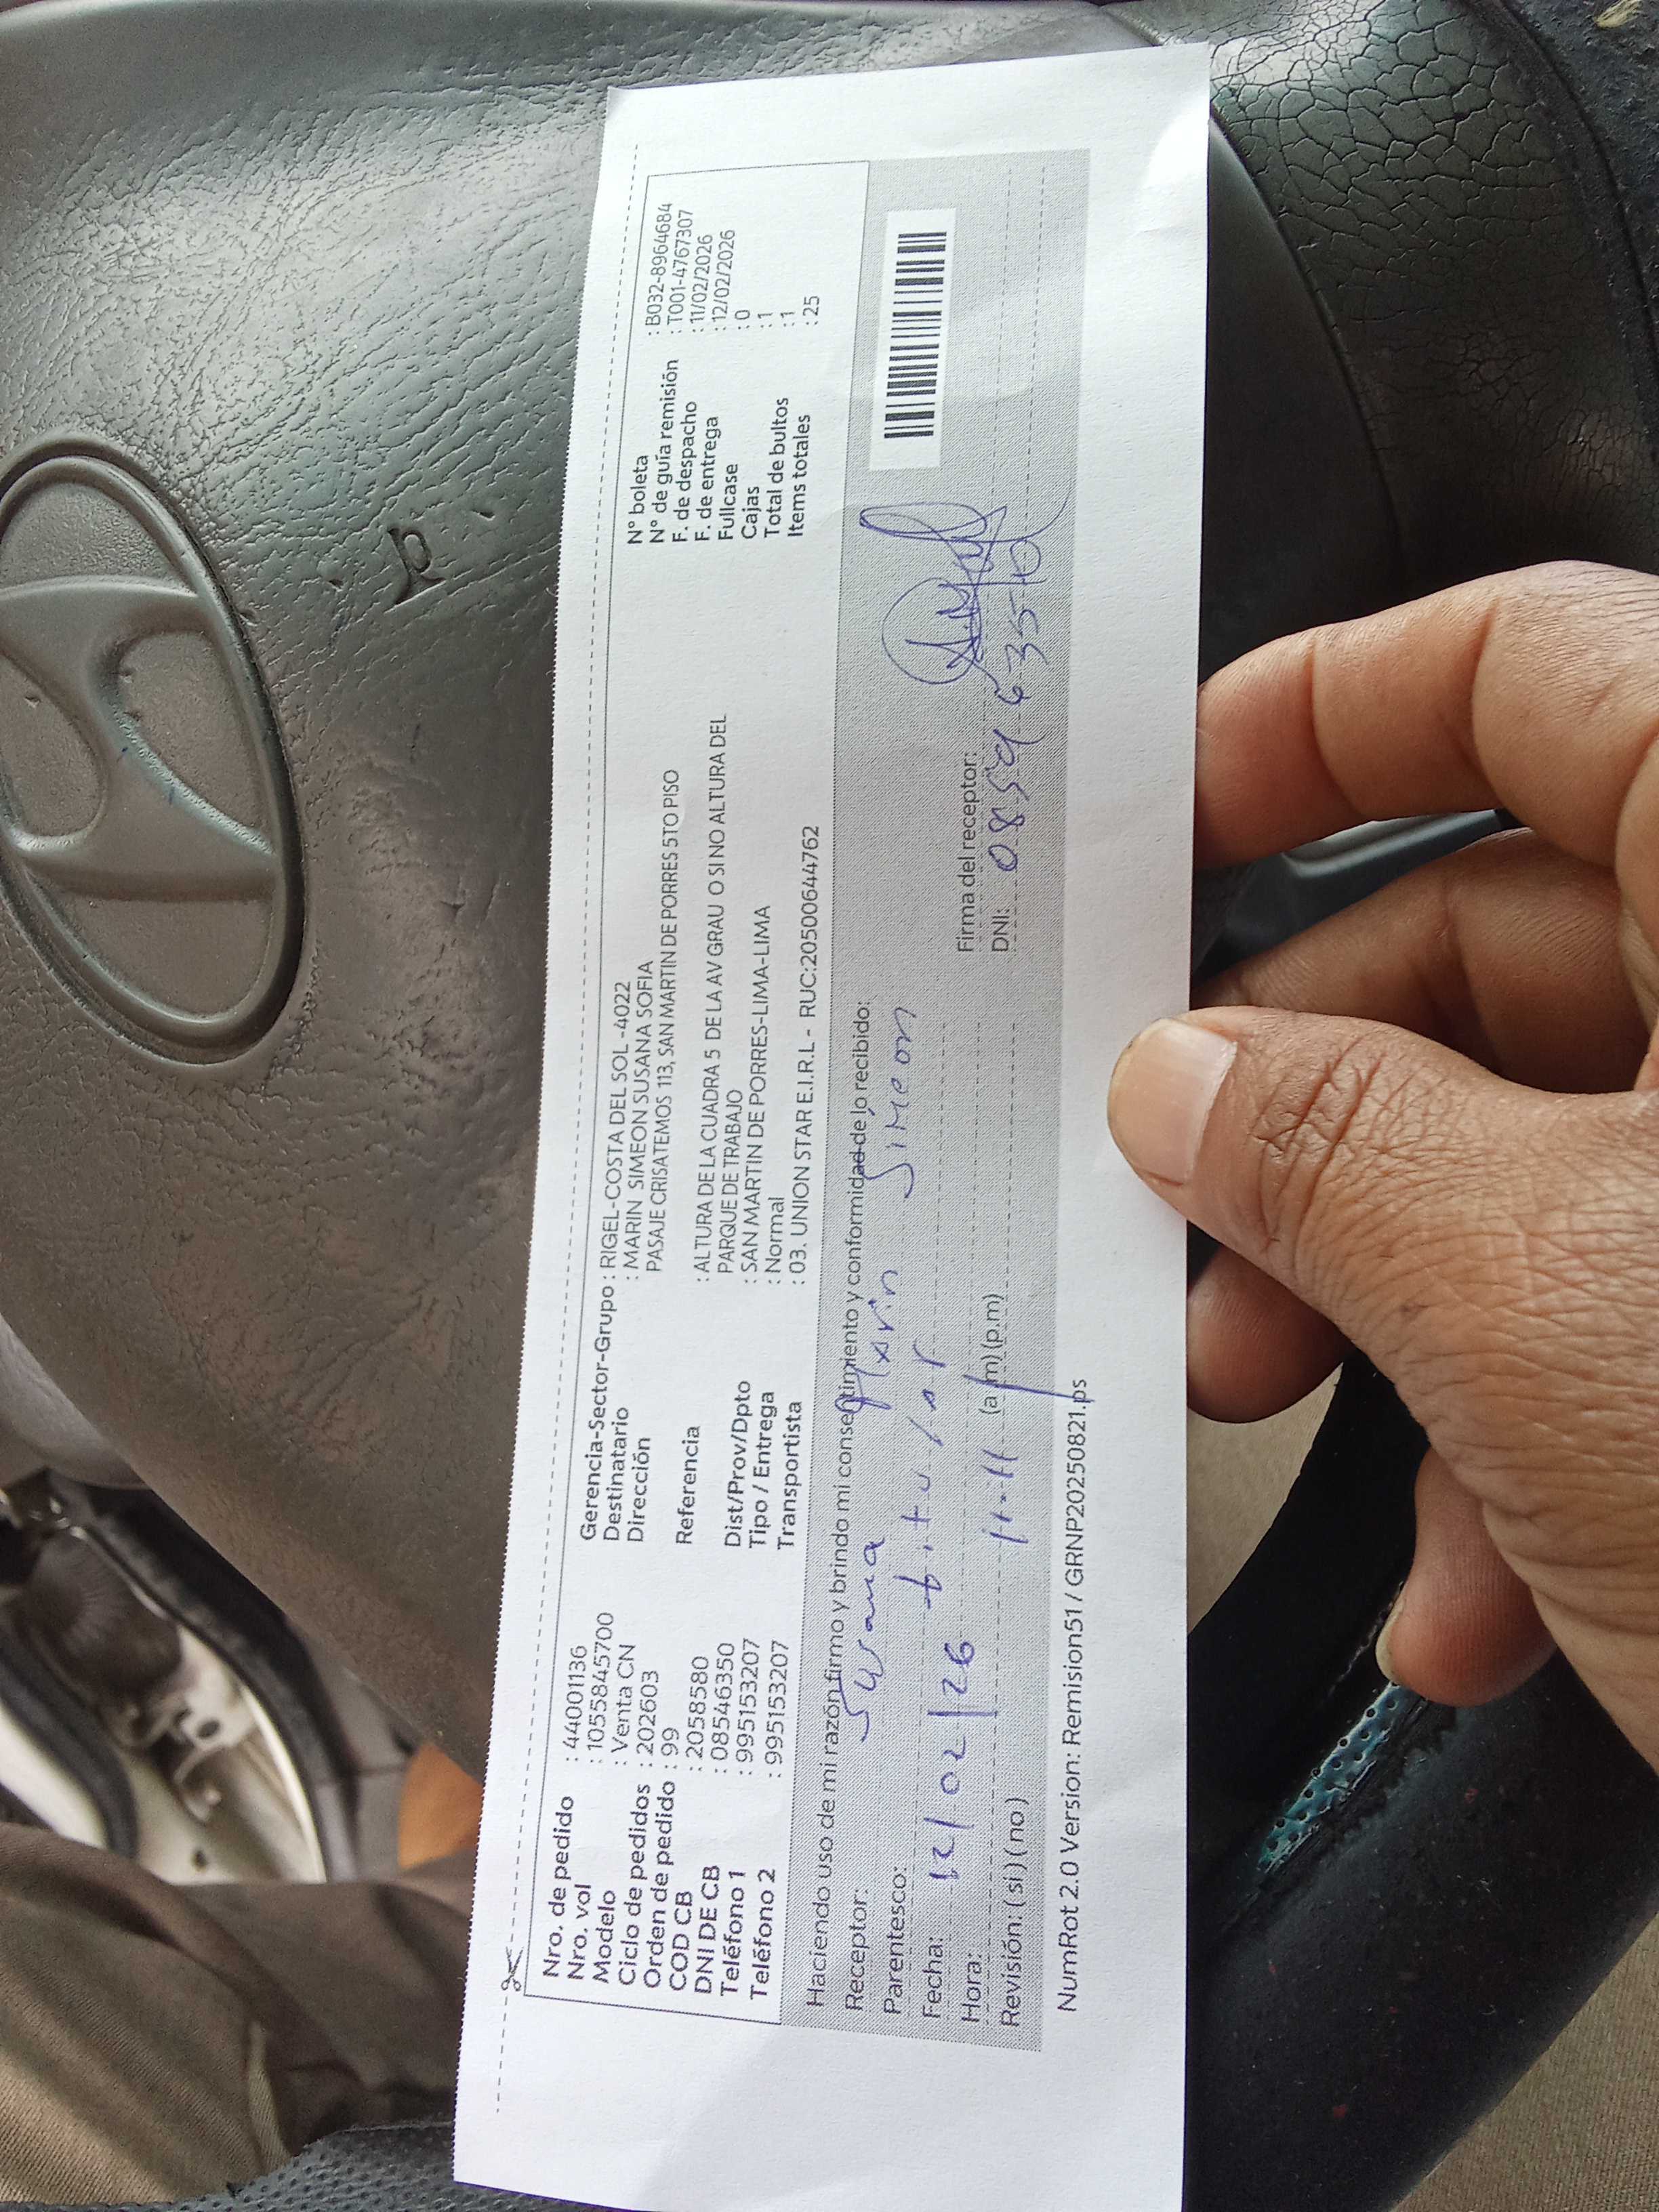 Nro. de pedido : 44001136
Nro. vol : 10558845700
Modelo : Venta CN
Ciclo de pedidos : 202603
Orden de pedido : 99
COD CB : 2058580
DNI DE CB : 08546350
Teléfono 1 : 995153207
Teléfono 2 : 995153207
Gerencia-Sector-Grupo : RIGEL-COSTA DEL SOL -4022
Destinatario : MARIN SIMEON SUSANA SOFIA
Dirección PASAJE CRISATEMOS 113, SAN MARTIN DE PORRES 5TO PISO
Referencia : ALTURA DE LA CUADRA 5 DE LA AV GRAU O SI NO ALTURA DEL
PARQUE DE TRABAJO
Dist/Prov/Dpto : SAN MARTIN DE PORRES-LIMA-LIMA
Tipo / Entrega : Normal
Transportista : 03. UNION STAR E.I.R.L - RUC:20500644762
N° boleta : B032-8964684
N° de guía remisión : T001-4767307
F. de despacho : 11/02/2026
F. de entrega : 12/02/2026
Fullcase : 0
Cajas : 1
Total de bultos : 1
Items totales : 25
Haciendo uso de mi razón firmo y brindo mi consentimiento y conformidad de lo recibido:
Receptor: Susana Marin Simeon
Parentesco: titular
Fecha: 12/02/26
Hora: (a.m) (p.m)
Revisión: ( si ) ( no )
Firma del receptor:
DNI:
NumRot 2.0 Version: Remision51 / GRNP20250821.ps